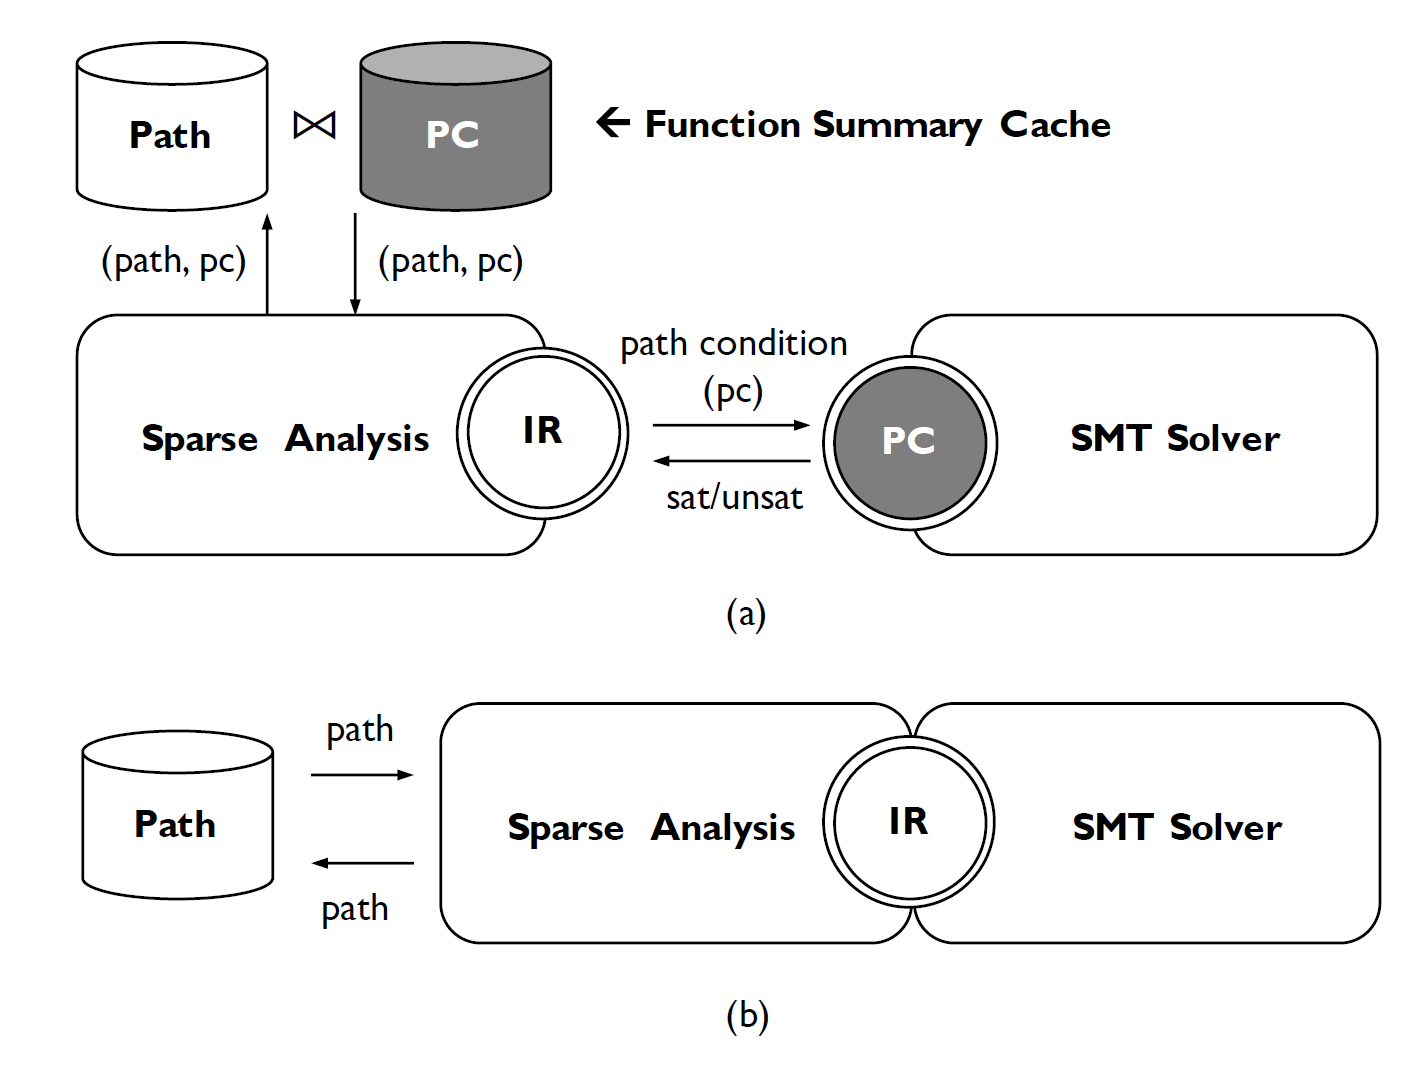 Path
⋈
PC
← Function Summary Cache
(path, pc)
(path, pc)
path condition
(pc)
Sparse Analysis
IR
PC
SMT Solver
sat/unsat
(a)
path
Path
Sparse Analysis
IR
SMT Solver
path
(b)